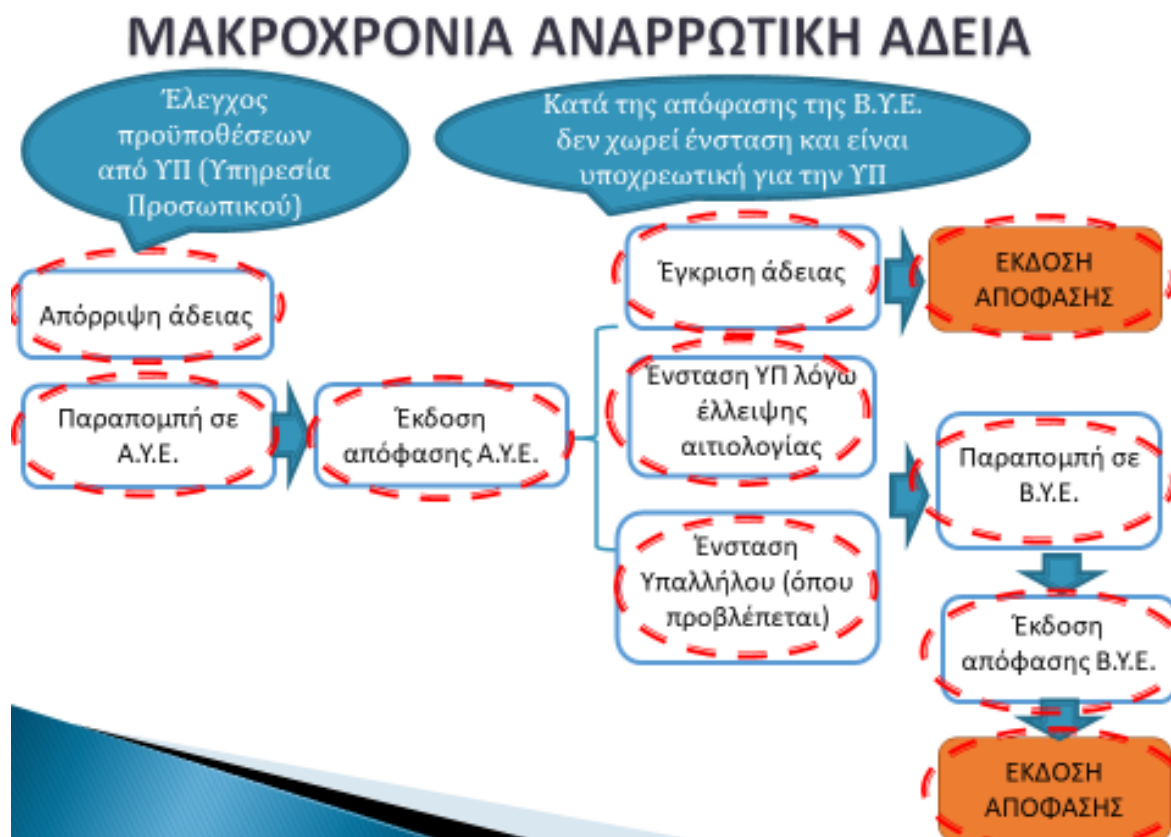 ΜΑΚΡΟΧΡΟΝΙΑ ΑΝΑΡΡΩΤΙΚΗ ΑΔΕΙΑ
Έλεγχος
προϋποθέσεων
από ΥΠ (Υπηρεσία
Προσωπικού)
Κατά της απόφασης της Β.Υ.Ε.
δεν χωρεί ένσταση και είναι
υποχρεωτική για την ΥΠ
Απόρριψη άδειας
Παραπομπή σε
Α.Υ.Ε.
Έκδοση
απόφασης Α.Υ.Ε.
Έγκριση άδειας
ΕΚΔΟΣΗ
ΑΠΟΦΑΣΗΣ
Ένσταση ΥΠ λόγω
έλλειψης
αιτιολογίας
Ένσταση
Υπαλλήλου (όπου
προβλέπεται)
Παραπομπή σε
Β.Υ.Ε.
Έκδοση
απόφασης Β.Υ.Ε.
ΕΚΔΟΣΗ
ΑΠΟΦΑΣΗΣ